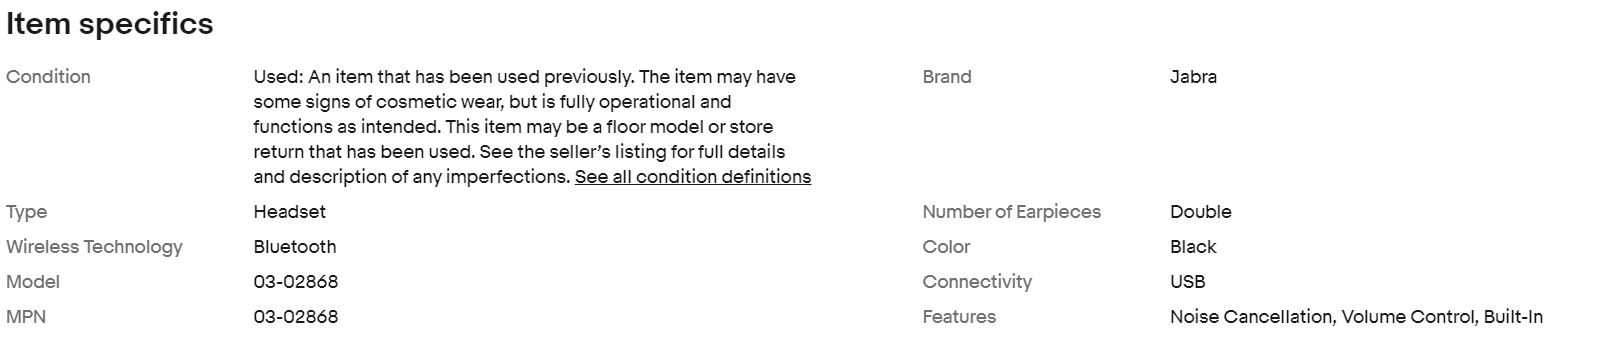 Item specifics
Condition
Used: An item that has been used previously. The item may have
some signs of cosmetic wear, but is fully operational and
functions as intended. This item may be a floor model or store
return that has been used. See the seller’s listing for full details
and description of any imperfections. See all condition definitions
Brand
Jabra
Type
Headset
Number of Earpieces
Double
Wireless Technology
Bluetooth
Color
Black
Model
03-02868
Connectivity
USB
MPN
03-02868
Features
Noise Cancellation, Volume Control, Built-In